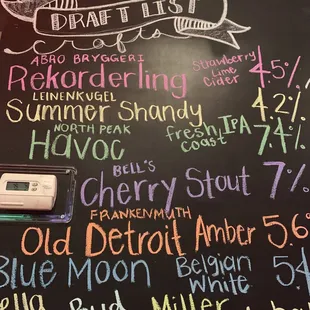 DRAFT LIST
crafts
ABRO BRYGGERI
Rekorderling Strawberry Lime Cider 4.5%
LEINENKUGEL
Summer Shandy 4.2%
NORTH PEAK
Havoc fresh coast IPA 7.4%
BELL'S
Cherry Stout 7%
FRANKENMUTH
Old Detroit Amber 5.6
Blue Moon Belgian White 5.4
Miller